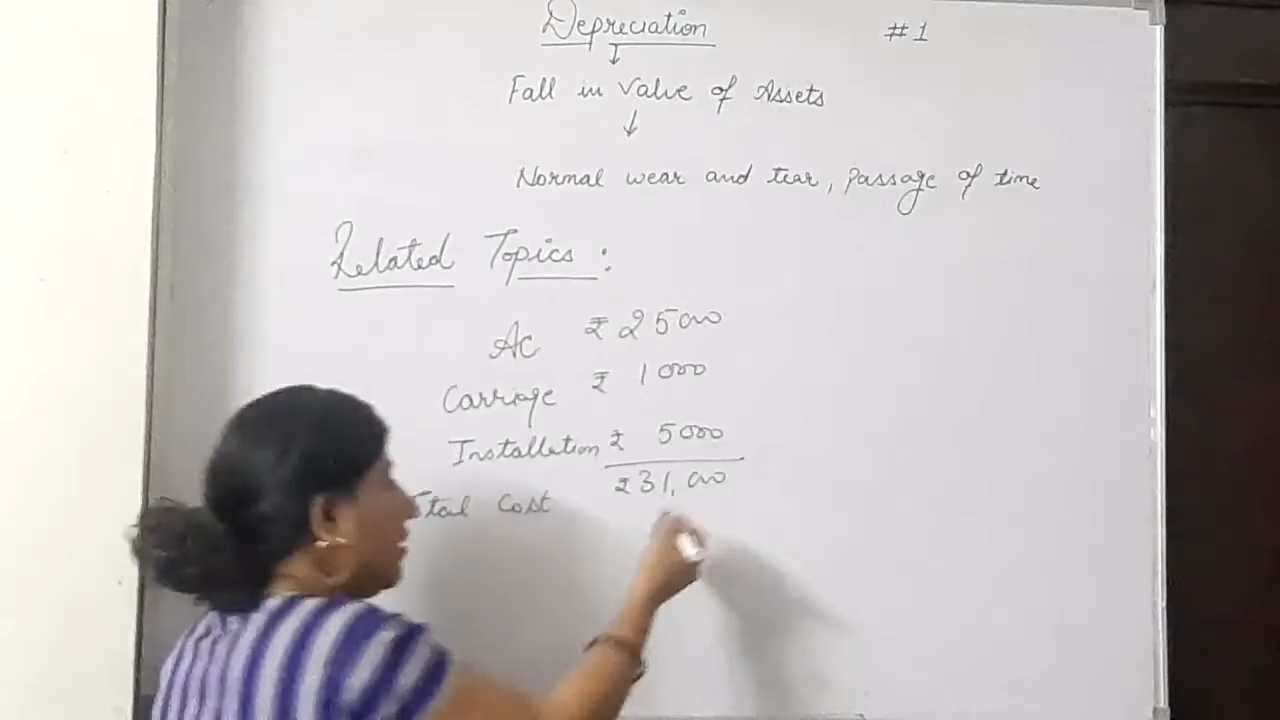 Depreciation #1
↓
Fall in Value of Assets
↓
Normal wear and tear, passage of time
Related Topics :
AC ₹ 25000
Carriage ₹ 1000
Installation ₹ 5000
Total Cost ₹31,000